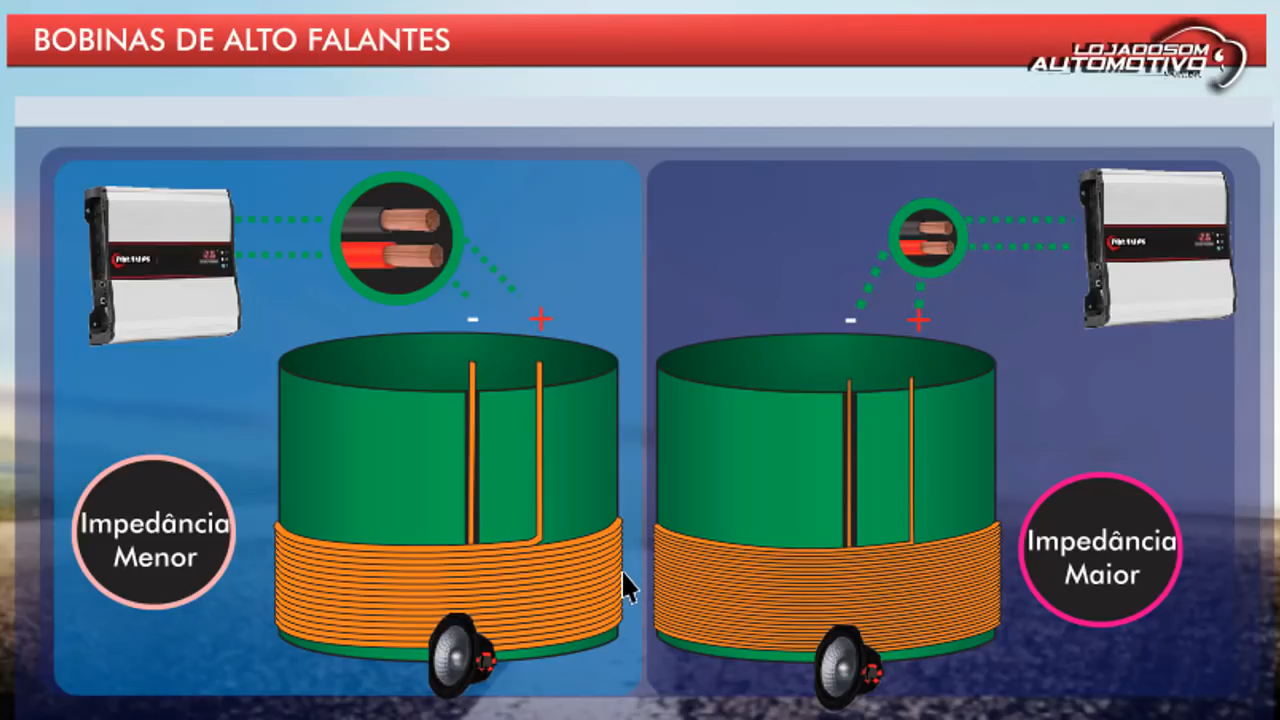 BOBINAS DE ALTO FALANTES
LOJADOSOM
AUTOMOTIVO
-
+
-
+
Impedância
Menor
Impedância
Maior